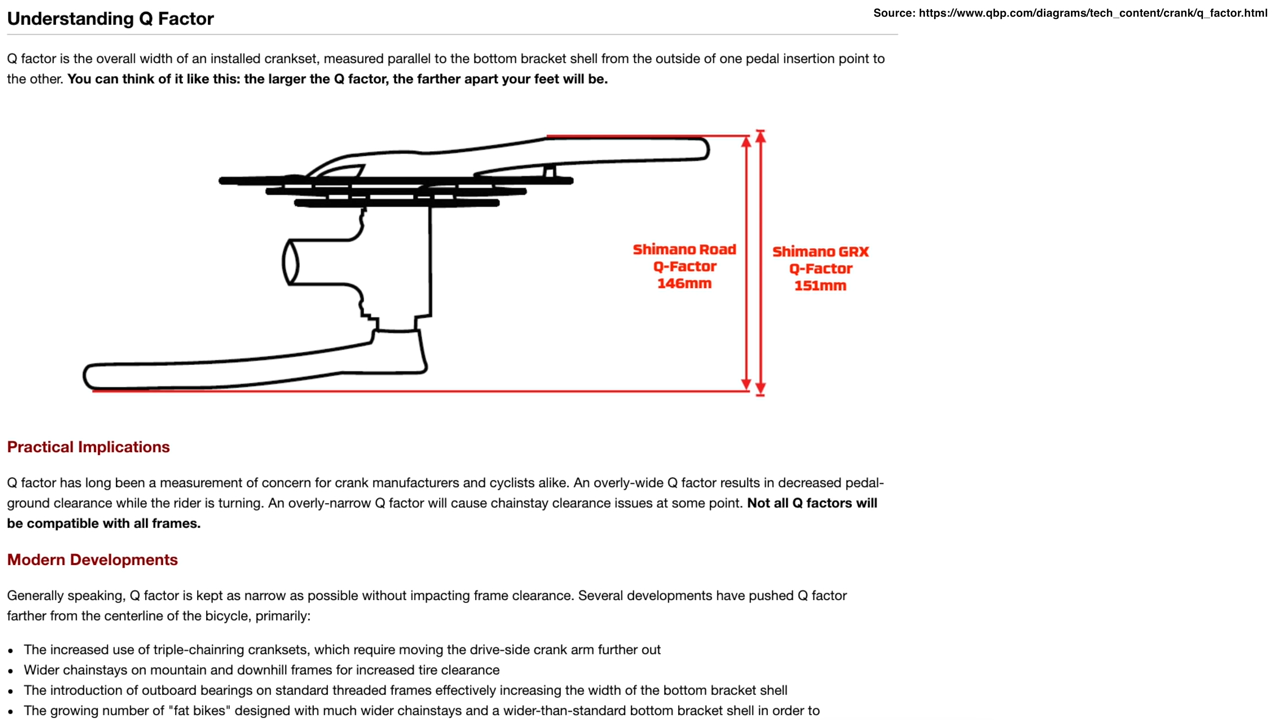 Understanding Q Factor
Source: https://www.qbp.com/diagrams/tech_content/crank/q_factor.html
Q factor is the overall width of an installed crankset, measured parallel to the bottom bracket shell from the outside of one pedal insertion point to
the other. You can think of it like this: the larger the Q factor, the farther apart your feet will be.
Shimano Road
Q-Factor
146mm
Shimano GRX
Q-Factor
151mm
Practical Implications
Q factor has long been a measurement of concern for crank manufacturers and cyclists alike. An overly-wide Q factor results in decreased pedal-
ground clearance while the rider is turning. An overly-narrow Q factor will cause chainstay clearance issues at some point. Not all Q factors will
be compatible with all frames.
Modern Developments
Generally speaking, Q factor is kept as narrow as possible without impacting frame clearance. Several developments have pushed Q factor
farther from the centerline of the bicycle, primarily:
• The increased use of triple-chainring cranksets, which require moving the drive-side crank arm further out
• Wider chainstays on mountain and downhill frames for increased tire clearance
• The introduction of outboard bearings on standard threaded frames effectively increasing the width of the bottom bracket shell
• The growing number of "fat bikes" designed with much wider chainstays and a wider-than-standard bottom bracket shell in order to